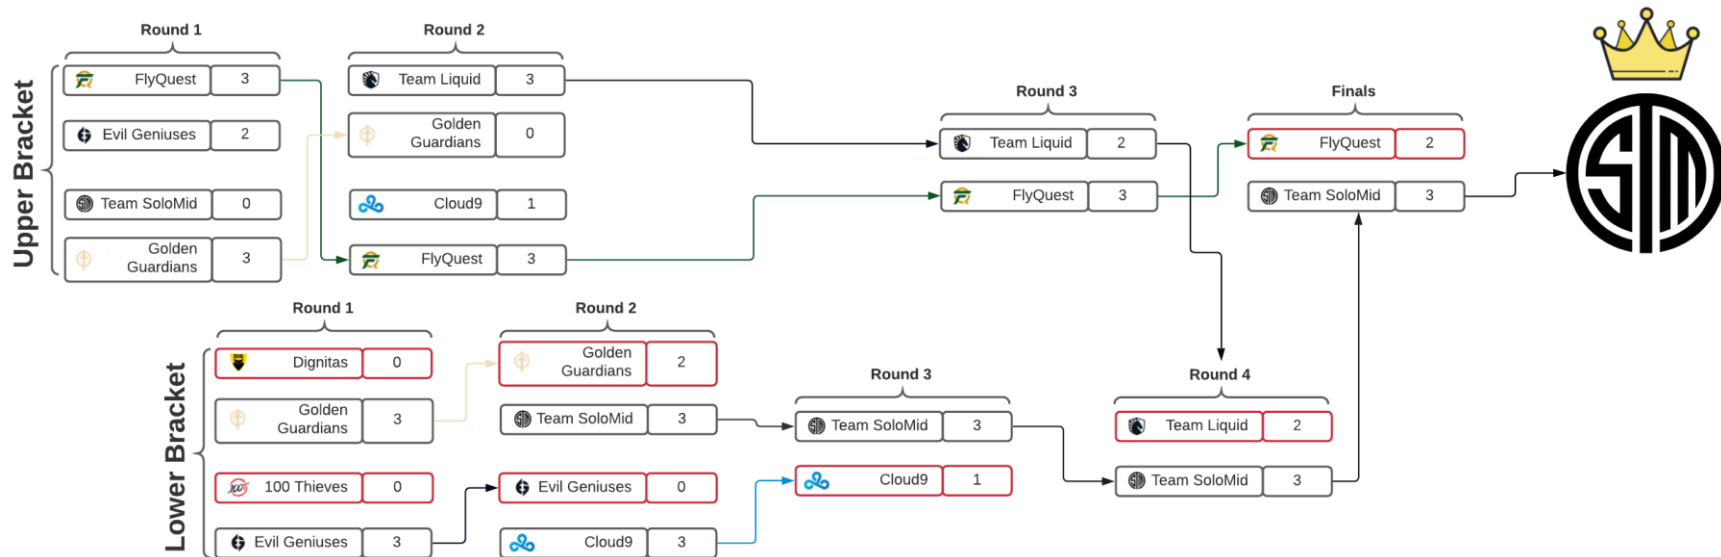 Upper Bracket
Round 1
FlyQuest 3
Evil Geniuses 2
Team SoloMid 0
Golden
Guardians 3
Round 2
Team Liquid 3
Golden
Guardians 0
Cloud9 1
FlyQuest 3
Round 3
Team Liquid 2
FlyQuest 3
Finals
FlyQuest 2
Team SoloMid 3
TSM
Lower Bracket
Round 1
Dignitas 0
Golden
Guardians 3
100 Thieves 0
Evil Geniuses 3
Round 2
Golden
Guardians 2
Team SoloMid 3
Evil Geniuses 0
Cloud9 3
Round 3
Team SoloMid 3
Cloud9 1
Round 4
Team Liquid 2
Team SoloMid 3